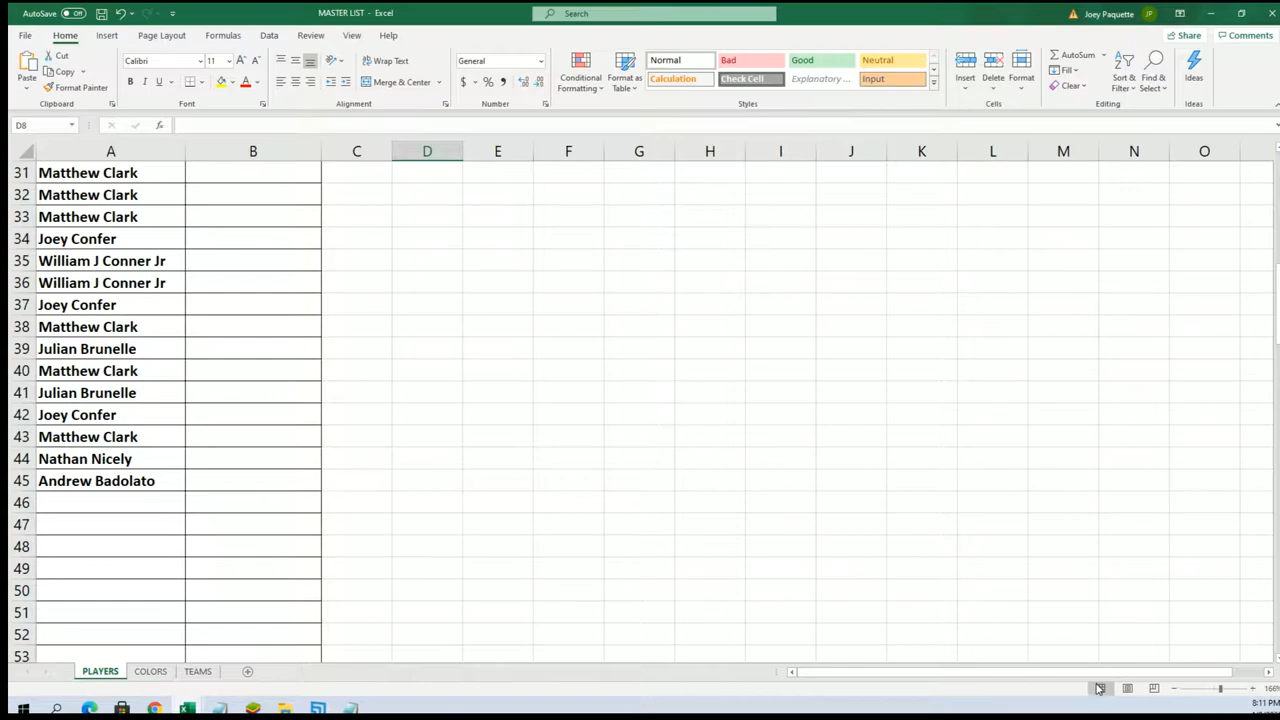 AutoSave Off MASTER LIST - Excel Search Joey Paquette JP
File Home Insert Page Layout Formulas Data Review View Help Share Comments
Paste Cut Copy Format Painter Clipboard
Calibri 11 A A B I U A Font
Wrap Text Merge & Center Alignment
General $ % Number
Conditional Formatting Format as Table Normal Bad Good Neutral Calculation Check Cell Explanatory ... Input Styles
Insert Delete Format Cells
AutoSum Fill Clear Sort & Filter Find & Select Editing
Ideas Ideas
D8 fx
A B C D E F G H I J K L M N O
31 Matthew Clark
32 Matthew Clark
33 Matthew Clark
34 Joey Confer
35 William J Conner Jr
36 William J Conner Jr
37 Joey Confer
38 Matthew Clark
39 Julian Brunelle
40 Matthew Clark
41 Julian Brunelle
42 Joey Confer
43 Matthew Clark
44 Nathan Nicely
45 Andrew Badolato
46
47
48
49
50
51
52
53
PLAYERS COLORS TEAMS
166%
8:11 PM